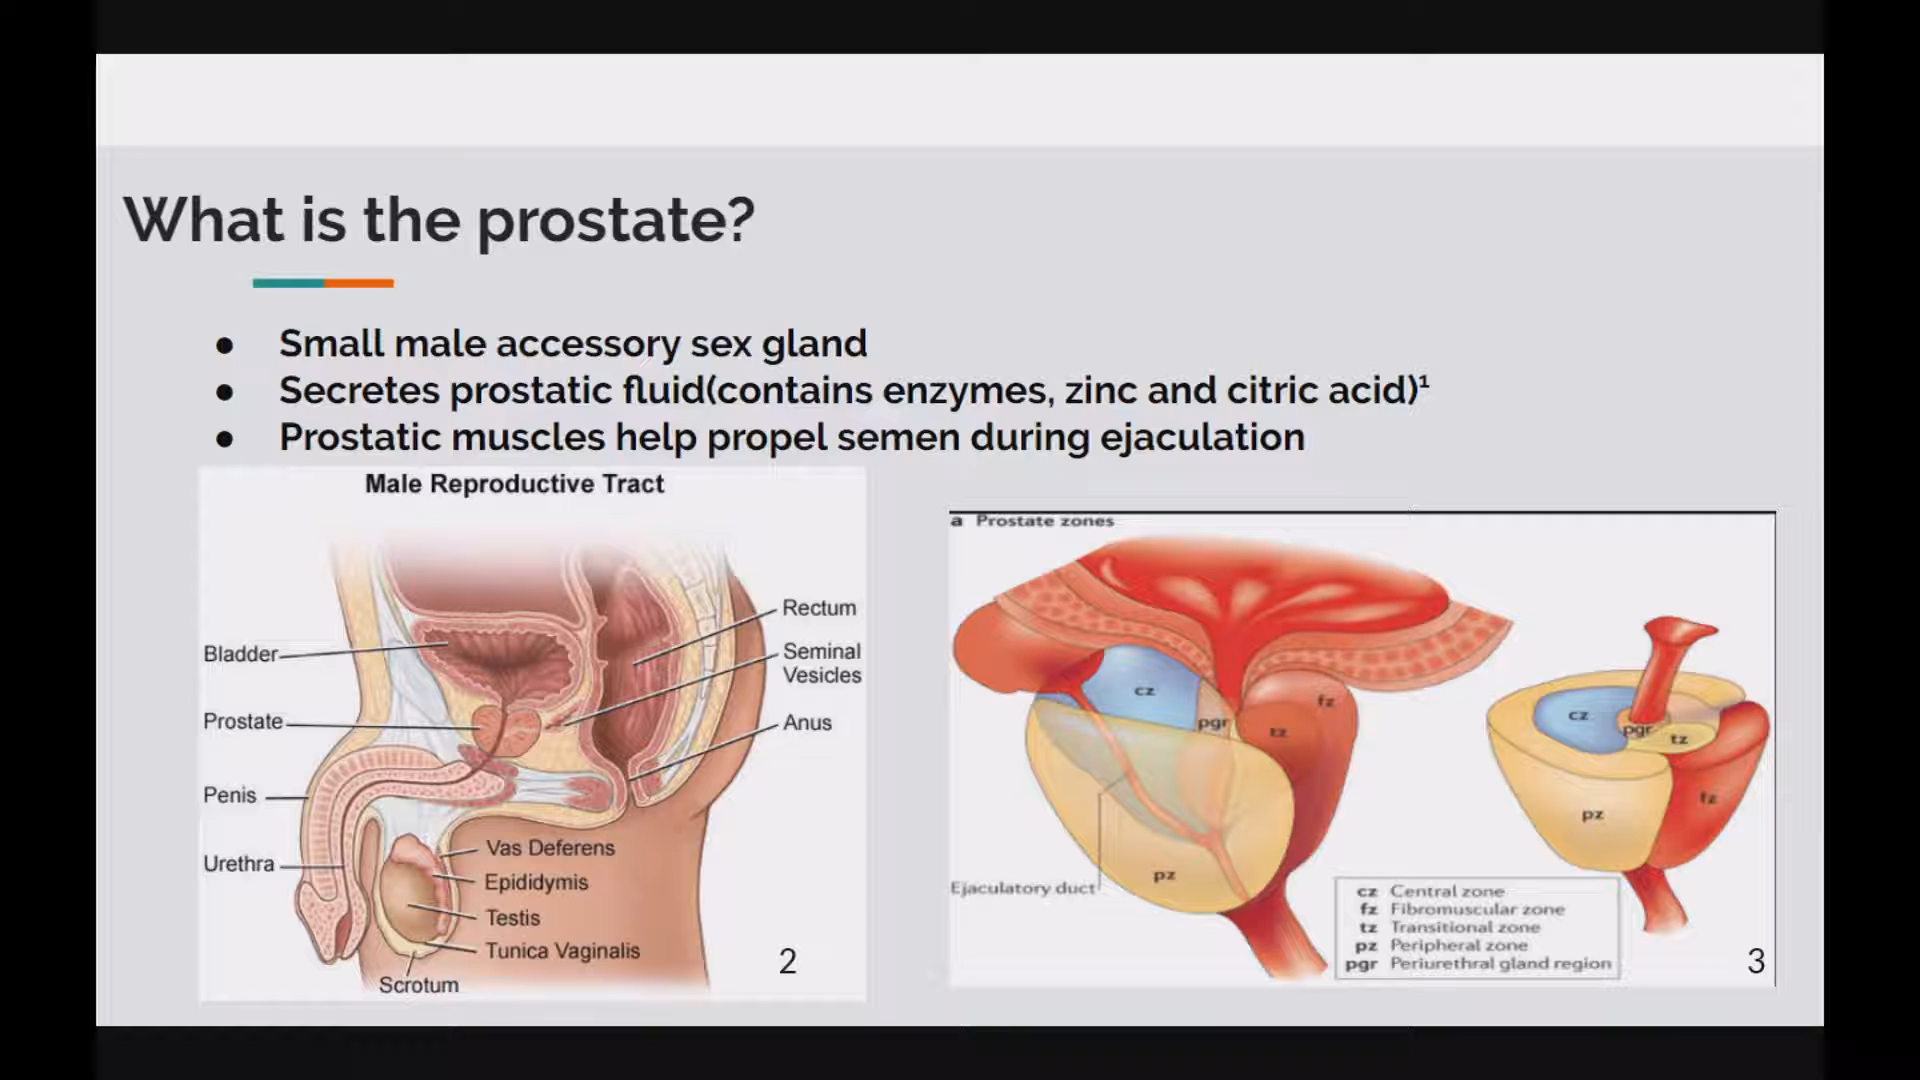 What is the prostate?
● Small male accessory sex gland
● Secretes prostatic fluid(contains enzymes, zinc and citric acid)¹
● Prostatic muscles help propel semen during ejaculation
Male Reproductive Tract
Bladder
Prostate
Penis
Urethra
Rectum
Seminal
Vesicles
Anus
Vas Deferens
Epididymis
Testis
Tunica Vaginalis
Scrotum
2
a Prostate zones
cz
pgr
tz
fz
pz
Ejaculatory duct
cz
pgr
tz
pz
fz
cz Central zone
fz Fibromuscular zone
tz Transitional zone
pz Peripheral zone
pgr Periurethral gland region
3